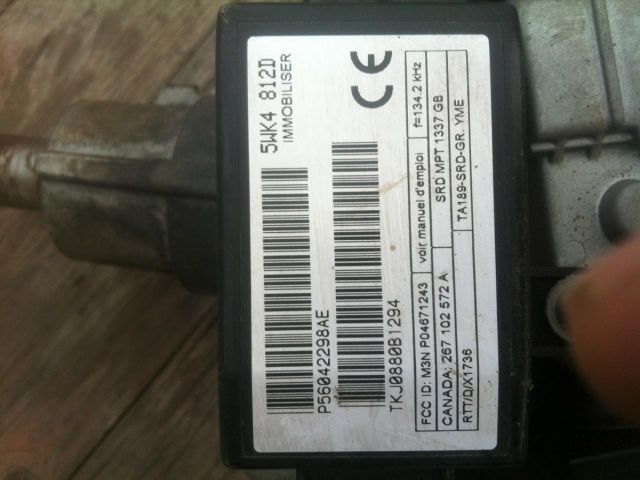 5WK4 812D
IMMOBILISER
CE
P56042298AE
TKJ0880B1294
FCC ID: M3N P04671243 voir manuel d'emploi f=134.2 kHz
CANADA: 267 102 572 A SRD MPT 1337 GB
RTT/D/X1736 TA189-SRD-GR. YME